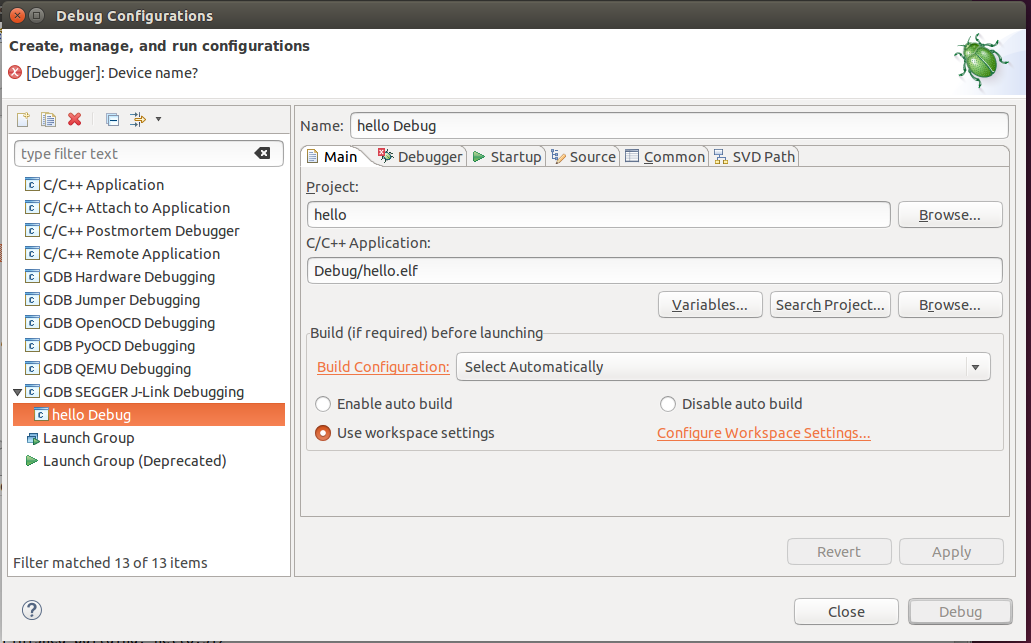 Debug Configurations
Create, manage, and run configurations
[Debugger]: Device name?
type filter text
C/C++ Application
C/C++ Attach to Application
C/C++ Postmortem Debugger
C/C++ Remote Application
GDB Hardware Debugging
GDB Jumper Debugging
GDB OpenOCD Debugging
GDB PyOCD Debugging
GDB QEMU Debugging
GDB SEGGER J-Link Debugging
hello Debug
Launch Group
Launch Group (Deprecated)
Filter matched 13 of 13 items
Name: hello Debug
Main Debugger Startup Source Common SVD Path
Project:
hello Browse...
C/C++ Application:
Debug/hello.elf
Variables... Search Project... Browse...
Build (if required) before launching
Build Configuration: Select Automatically
Enable auto build Disable auto build
Use workspace settings Configure Workspace Settings...
Revert Apply
Close Debug